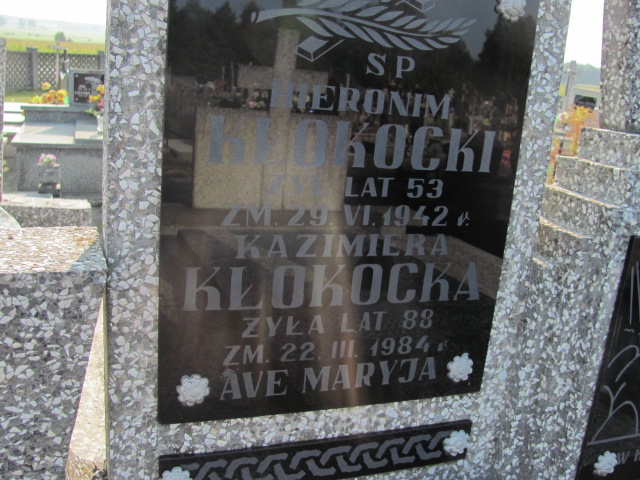 SP
HIERONIM
KŁOKOCKI
ŻYŁ LAT 53
ZM. 29 VI. 1942 r.
KAZIMIERA
KŁOKOCKA
ŻYŁA LAT 88
ZM. 22. III. 1984 r.
AVE MARYJA